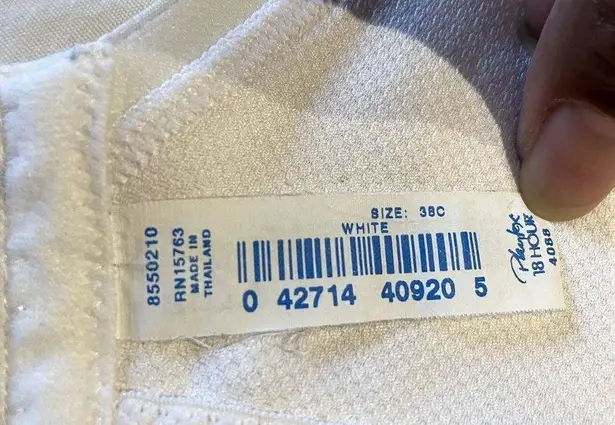 8550210
RN15763
MADE IN
THAILAND
SIZE: 38C
WHITE
0 42714 40920 5
Playtex
18 HOUR
4088